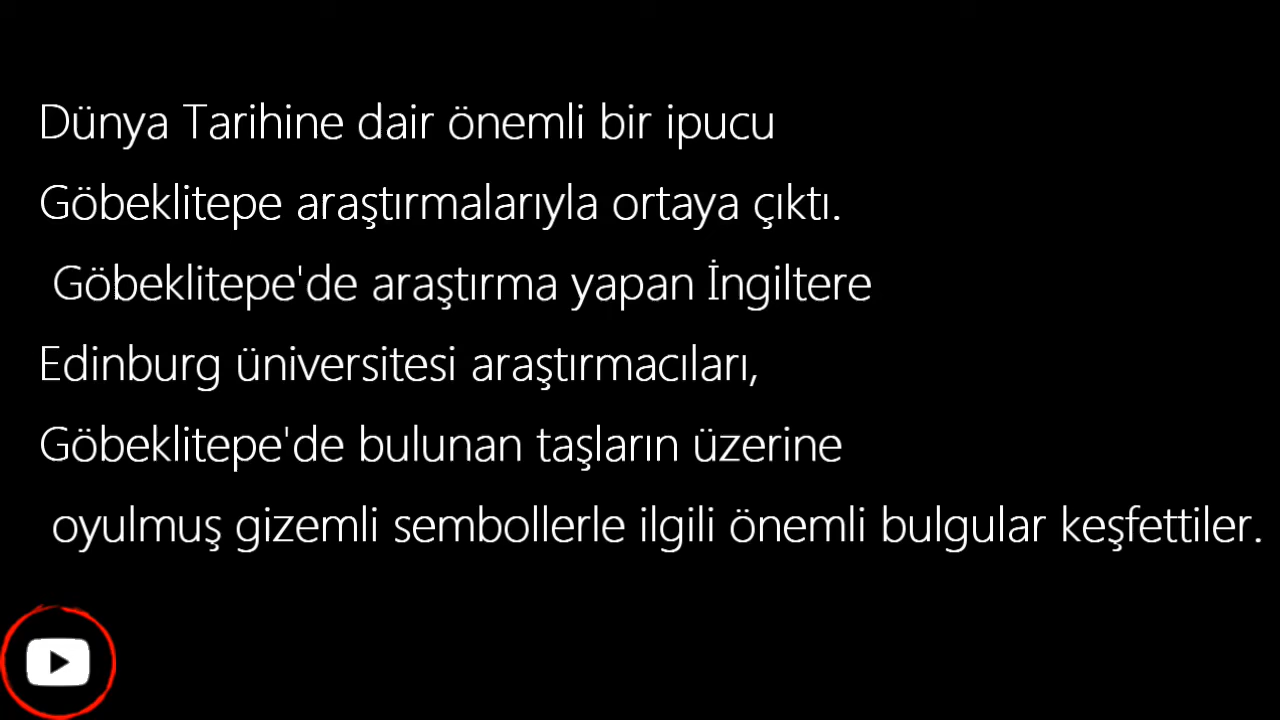 Dünya Tarihine dair önemli bir ipucu
Göbeklitepe araştırmalarıyla ortaya çıktı.
Göbeklitepe'de araştırma yapan İngiltere
Edinburg üniversitesi araştırmacıları,
Göbeklitepe'de bulunan taşların üzerine
oyulmuş gizemli sembollerle ilgili önemli bulgular keşfettiler.